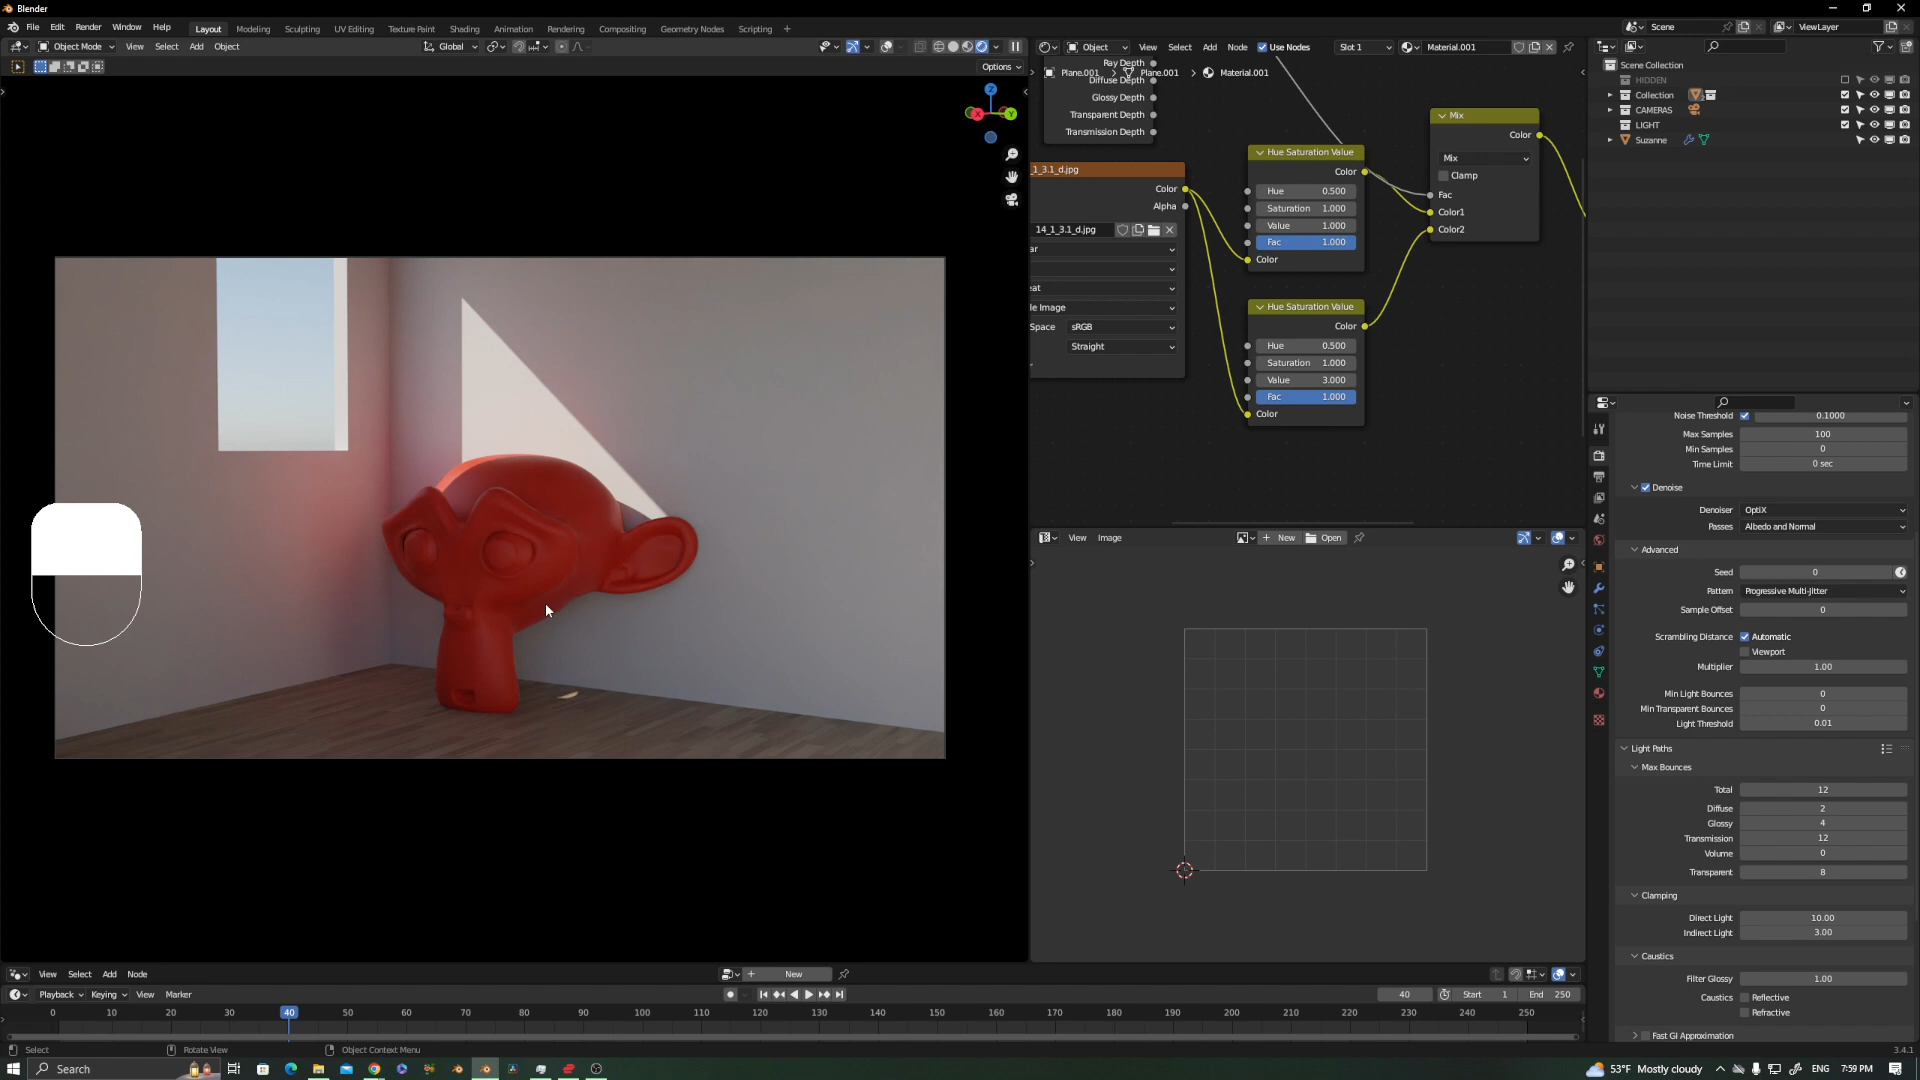 Blender
File Edit Render Window Help Layout Modeling Sculpting UV Editing Texture Paint Shading Animation Rendering Compositing Geometry Nodes Scripting + Scene ViewLayer
Object Mode View Select Add Object Global Object View Select Add Node Use Nodes Slot 1 Material.001
Options
Plane.001 > Plane.001 > Material.001
Ray Depth
Diffuse Depth
Glossy Depth
Transparent Depth
Transmission Depth
_1_3.1_d.jpg
Color
Alpha
14_1_3.1_d.jpg
ar
eat
le Image
Space sRGB
Straight
Hue Saturation Value
Color
Hue 0.500
Saturation 1.000
Value 1.000
Fac 1.000
Color
Hue Saturation Value
Color
Hue 0.500
Saturation 1.000
Value 3.000
Fac 1.000
Color
Mix
Color
Mix
Clamp
Fac
Color1
Color2
Scene Collection
HIDDEN
Collection
CAMERAS
LIGHT
Suzanne
X Y Z
View Image + New Open
Noise Threshold 0.1000
Max Samples 100
Min Samples 0
Time Limit 0 sec
Denoise
Denoiser OptiX
Passes Albedo and Normal
Advanced
Seed 0
Pattern Progressive Multi-Jitter
Sample Offset 0
Scrambling Distance Automatic
Viewport
Multiplier 1.00
Min Light Bounces 0
Min Transparent Bounces 0
Light Threshold 0.01
Light Paths
Max Bounces
Total 12
Diffuse 2
Glossy 4
Transmission 12
Volume 0
Transparent 8
Clamping
Direct Light 10.00
Indirect Light 3.00
Caustics
Filter Glossy 1.00
Caustics Reflective
Refractive
Fast GI Approximation
View Select Add Node + New
Playback Keying View Marker 40 Start 1 End 250
0 10 20 30 40 50 60 70 80 90 100 110 120 130 140 150 160 170 180 190 200 210 220 230 240 250
Select Rotate View Object Context Menu 3.4.1
Search 53°F Mostly cloudy ENG 7:59 PM